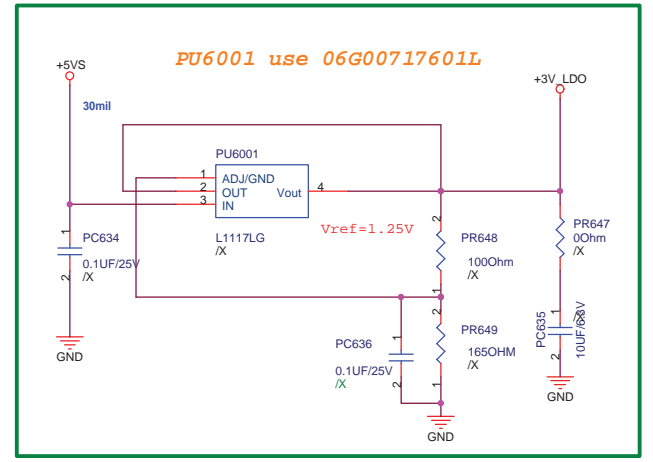 PU6001 use 06G00717601L
+5VS
+3V_LDO
30mil
PU6001
1 ADJ/GND
2 OUT Vout 4
3 IN
L1117LG
/X
Vref=1.25V
1
PC634
0.1UF/25V
2 /X
GND
2
PR648
100Ohm
/X
1
PR647
0Ohm
/X
1
PC636
0.1UF/25V
/X
2
2
PR649
165OHM
/X
1
GND
1
PC635
10UF/6.3V
/X
2
GND